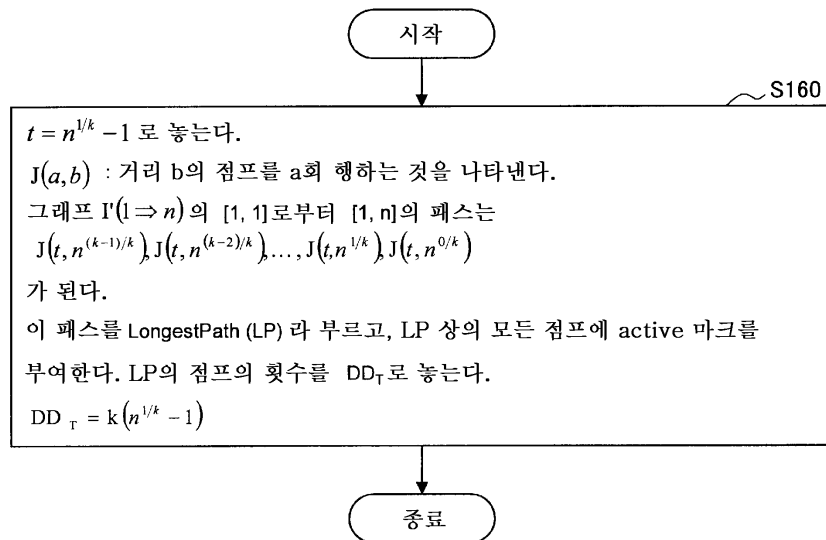 시작
S160
t = n^{1/k} − 1 로 놓는다.
J(a,b) : 거리 b의 점프를 a회 행하는 것을 나타낸다.
그래프 I'(1 ⇒ n) 의 [1, 1]로부터 [1, n]의 패스는
J(t, n^{(k−1)/k}), J(t, n^{(k−2)/k}), ..., J(t, n^{1/k}), J(t, n^{0/k})
가 된다.
이 패스를 LongestPath (LP) 라 부르고, LP 상의 모든 점프에 active 마크를
부여한다. LP의 점프의 횟수를 DD_T로 놓는다.
DD_T = k(n^{1/k} − 1)
종료